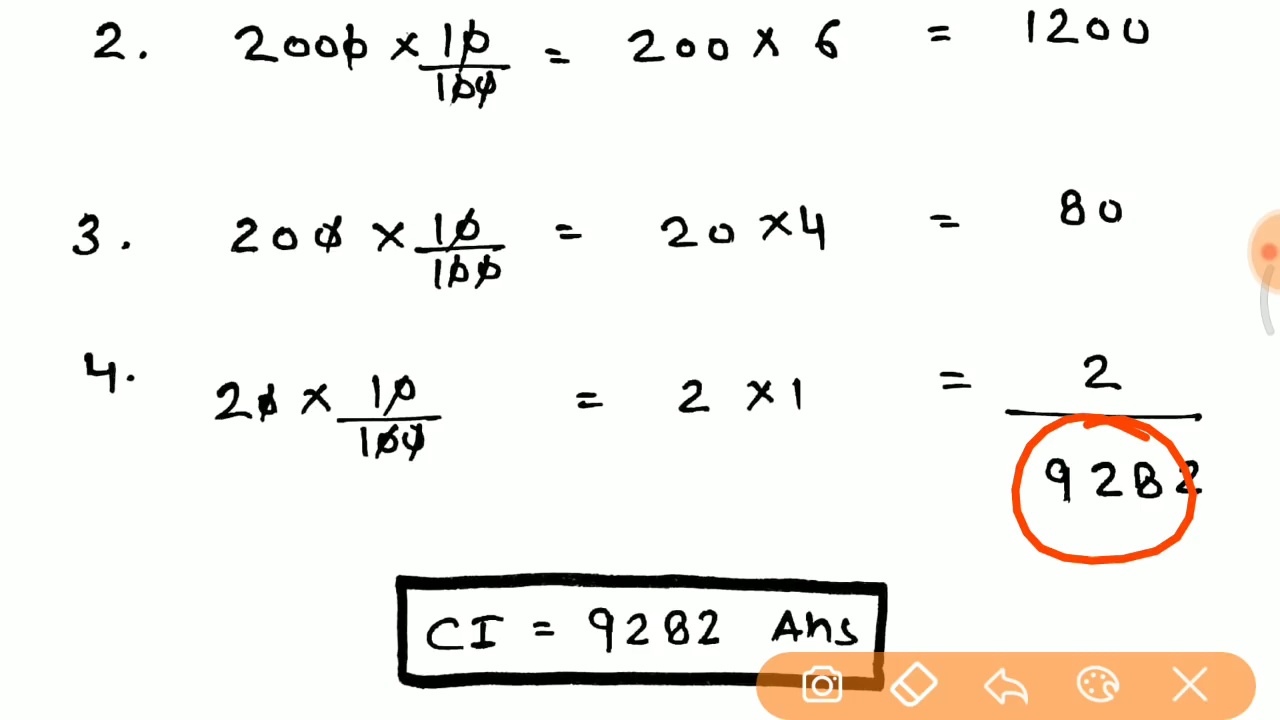 2. 2000 × 10/100 = 200 × 6 = 1200
3. 200 × 10/100 = 20 × 4 = 80
4. 20 × 10/100 = 2 × 1 = 2
9282
CI = 9282 Ans